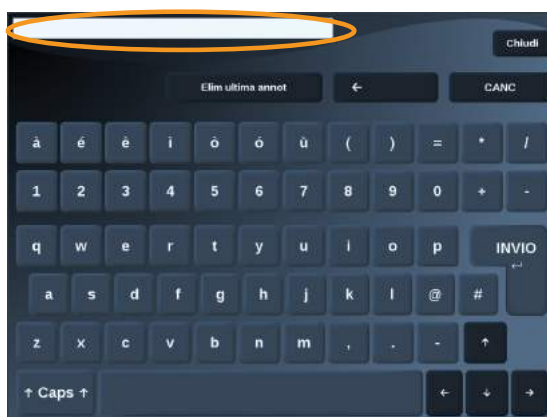 Chiudi
Elim ultima annot ← CANC
à é è ì ò ó ù ( ) = * /
1 2 3 4 5 6 7 8 9 0 + -
q w e r t y u i o p INVIO ↵
a s d f g h j k l @ #
z x c v b n m , . - ↑
↑ Caps ↑ ← ↓ →